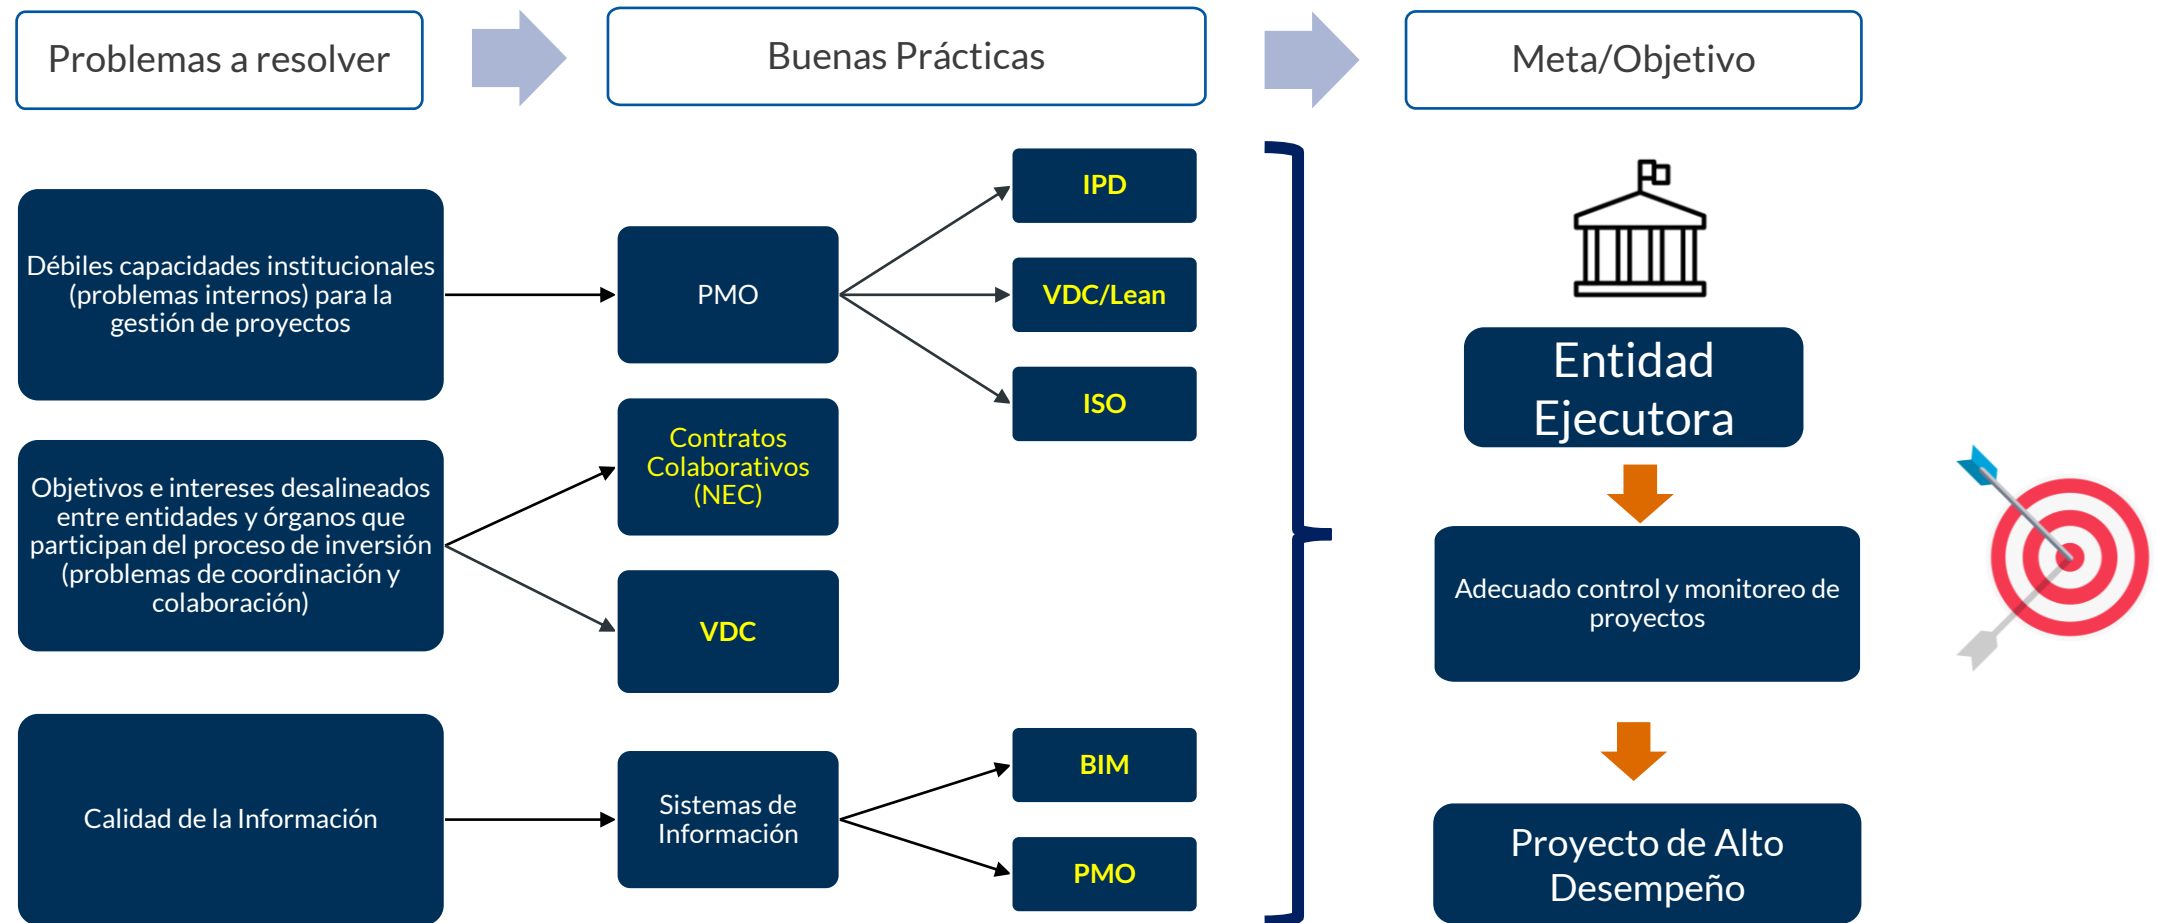 Problemas a resolver
Buenas Prácticas
Meta/Objetivo
Débiles capacidades institucionales
(problemas internos) para la
gestión de proyectos
PMO
IPD
VDC/Lean
ISO
Objetivos e intereses desalineados
entre entidades y órganos que
participan del proceso de inversión
(problemas de coordinación y
colaboración)
Contratos
Colaborativos
(NEC)
VDC
Calidad de la Información
Sistemas de
Información
BIM
PMO
Entidad
Ejecutora
Adecuado control y monitoreo de
proyectos
Proyecto de Alto
Desempeño